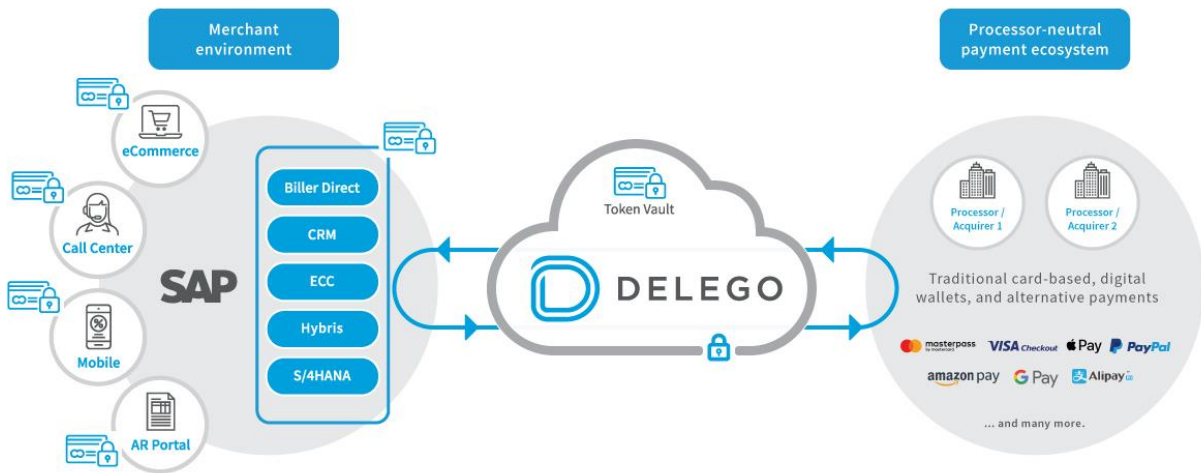 Merchant
environment
Processor-neutral
payment ecosystem
eCommerce
Call Center
Mobile
AR Portal
SAP
Biller Direct
CRM
ECC
Hybris
S/4HANA
Token Vault
DELEGO
Processor /
Acquirer 1
Processor /
Acquirer 2
Traditional card-based, digital
wallets, and alternative payments
masterpass
by mastercard
VISA Checkout
Pay
PayPal
amazon pay
G Pay
Alipay
... and many more.